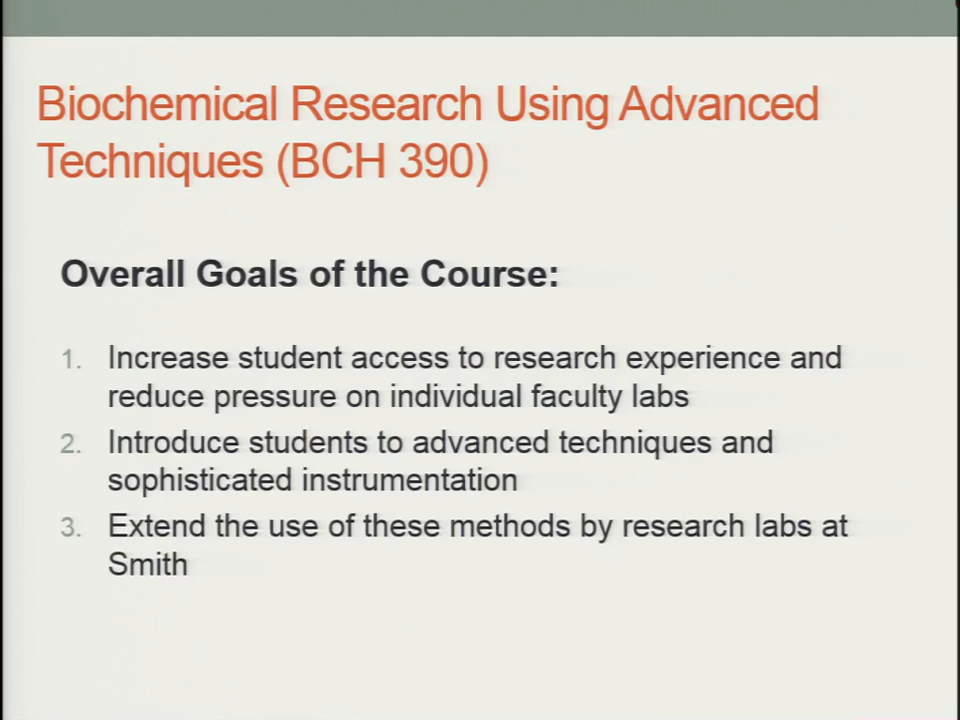 Biochemical Research Using Advanced
Techniques (BCH 390)
Overall Goals of the Course:
1. Increase student access to research experience and
reduce pressure on individual faculty labs
2. Introduce students to advanced techniques and
sophisticated instrumentation
3. Extend the use of these methods by research labs at
Smith